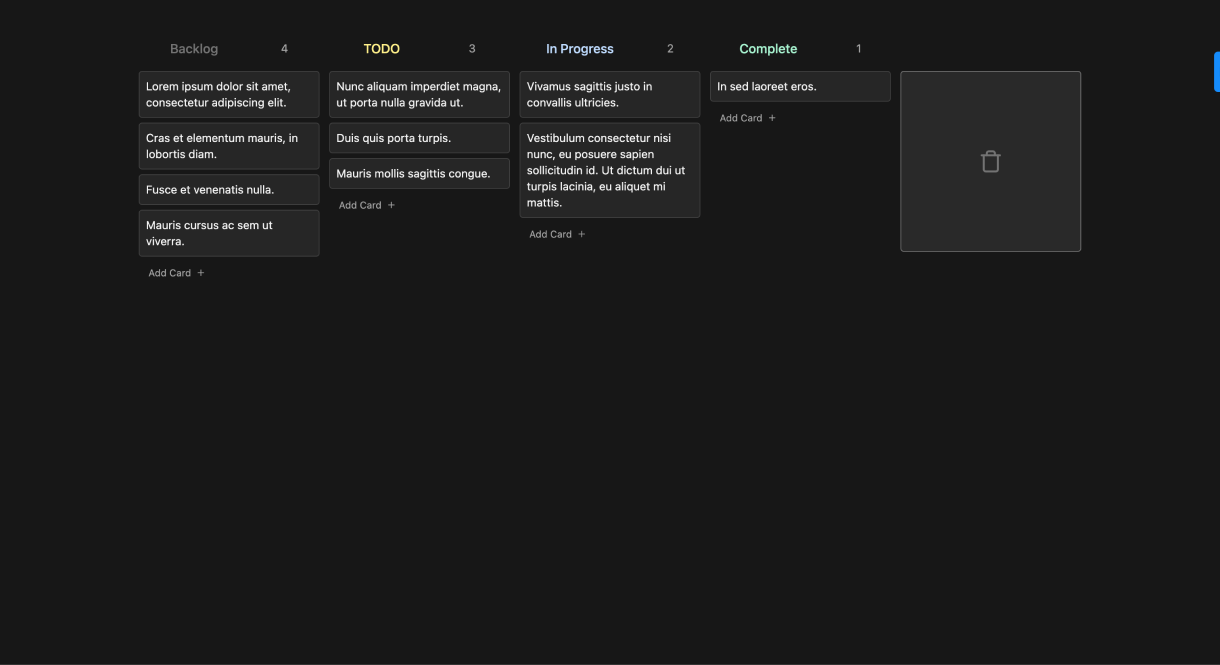 Backlog 4
Lorem ipsum dolor sit amet,
consectetur adipiscing elit.
Cras et elementum mauris, in
lobortis diam.
Fusce et venenatis nulla.
Mauris cursus ac sem ut
viverra.
Add Card +
TODO 3
Nunc aliquam imperdiet magna,
ut porta nulla gravida ut.
Duis quis porta turpis.
Mauris mollis sagittis congue.
Add Card +
In Progress 2
Vivamus sagittis justo in
convallis ultricies.
Vestibulum consectetur nisi
nunc, eu posuere sapien
sollicitudin id. Ut dictum dui ut
turpis lacinia, eu aliquet mi
mattis.
Add Card +
Complete 1
In sed laoreet eros.
Add Card +